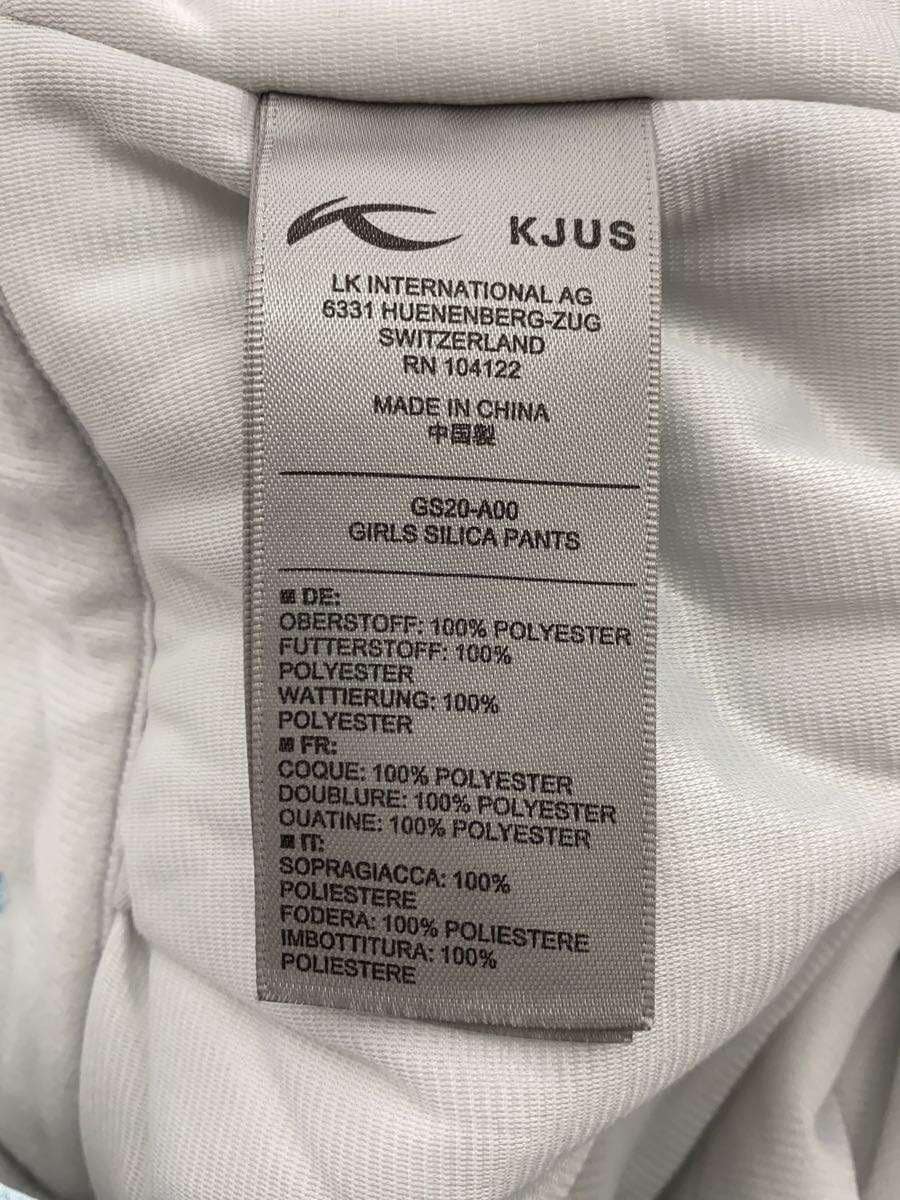 KJUS
LK INTERNATIONAL AG
6331 HUENENBERG-ZUG
SWITZERLAND
RN 104122
MADE IN CHINA
中国製
GS20-A00
GIRLS SILICA PANTS
DE:
OBERSTOFF: 100% POLYESTER
FUTTERSTOFF: 100%
POLYESTER
WATTIERUNG: 100%
POLYESTER
FR:
COQUE: 100% POLYESTER
DOUBLURE: 100% POLYESTER
OUATINE: 100% POLYESTER
IT:
SOPRAGIACCA: 100%
POLIESTERE
FODERA: 100% POLIESTERE
IMBOTTITURA: 100%
POLIESTERE